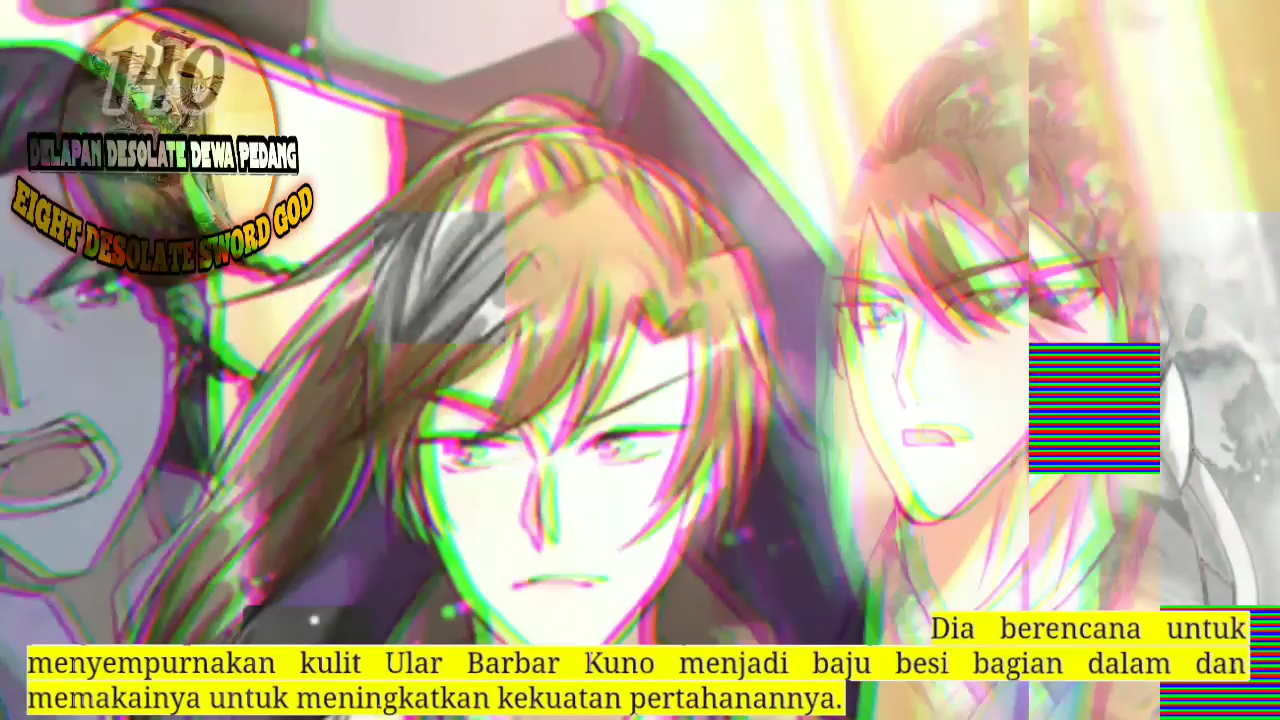 140
DELAPAN DESOLATE DEWA PEDANG
EIGHT DESOLATE SWORD GOD
Dia berencana untuk
menyempurnakan kulit Ular Barbar Kuno menjadi baju besi bagian dalam dan
memakainya untuk meningkatkan kekuatan pertahanannya.